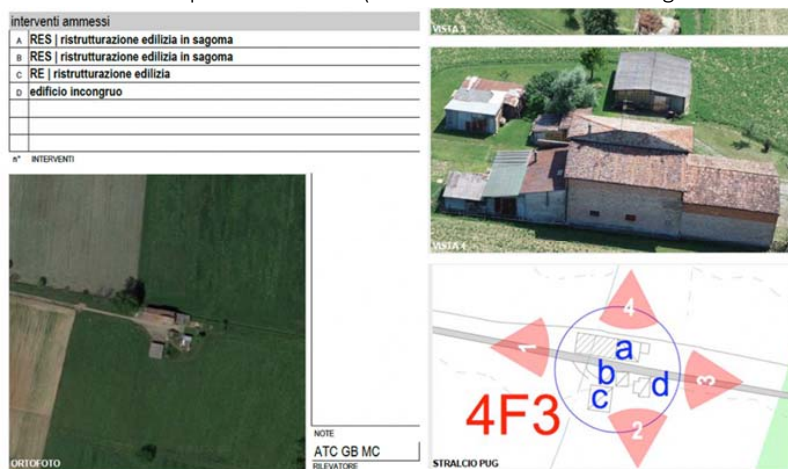 interventi ammessi
A RES | ristrutturazione edilizia in sagoma
B RES | ristrutturazione edilizia in sagoma
C RE | ristrutturazione edilizia
D edificio incongruo
n° INTERVENTI
ORTOFOTO
NOTE
ATC GB MC
RILEVATORE
VISTA 3
VISTA 4
4
1
a
b
d
3
c
4F3
2
STRALCIO PUG